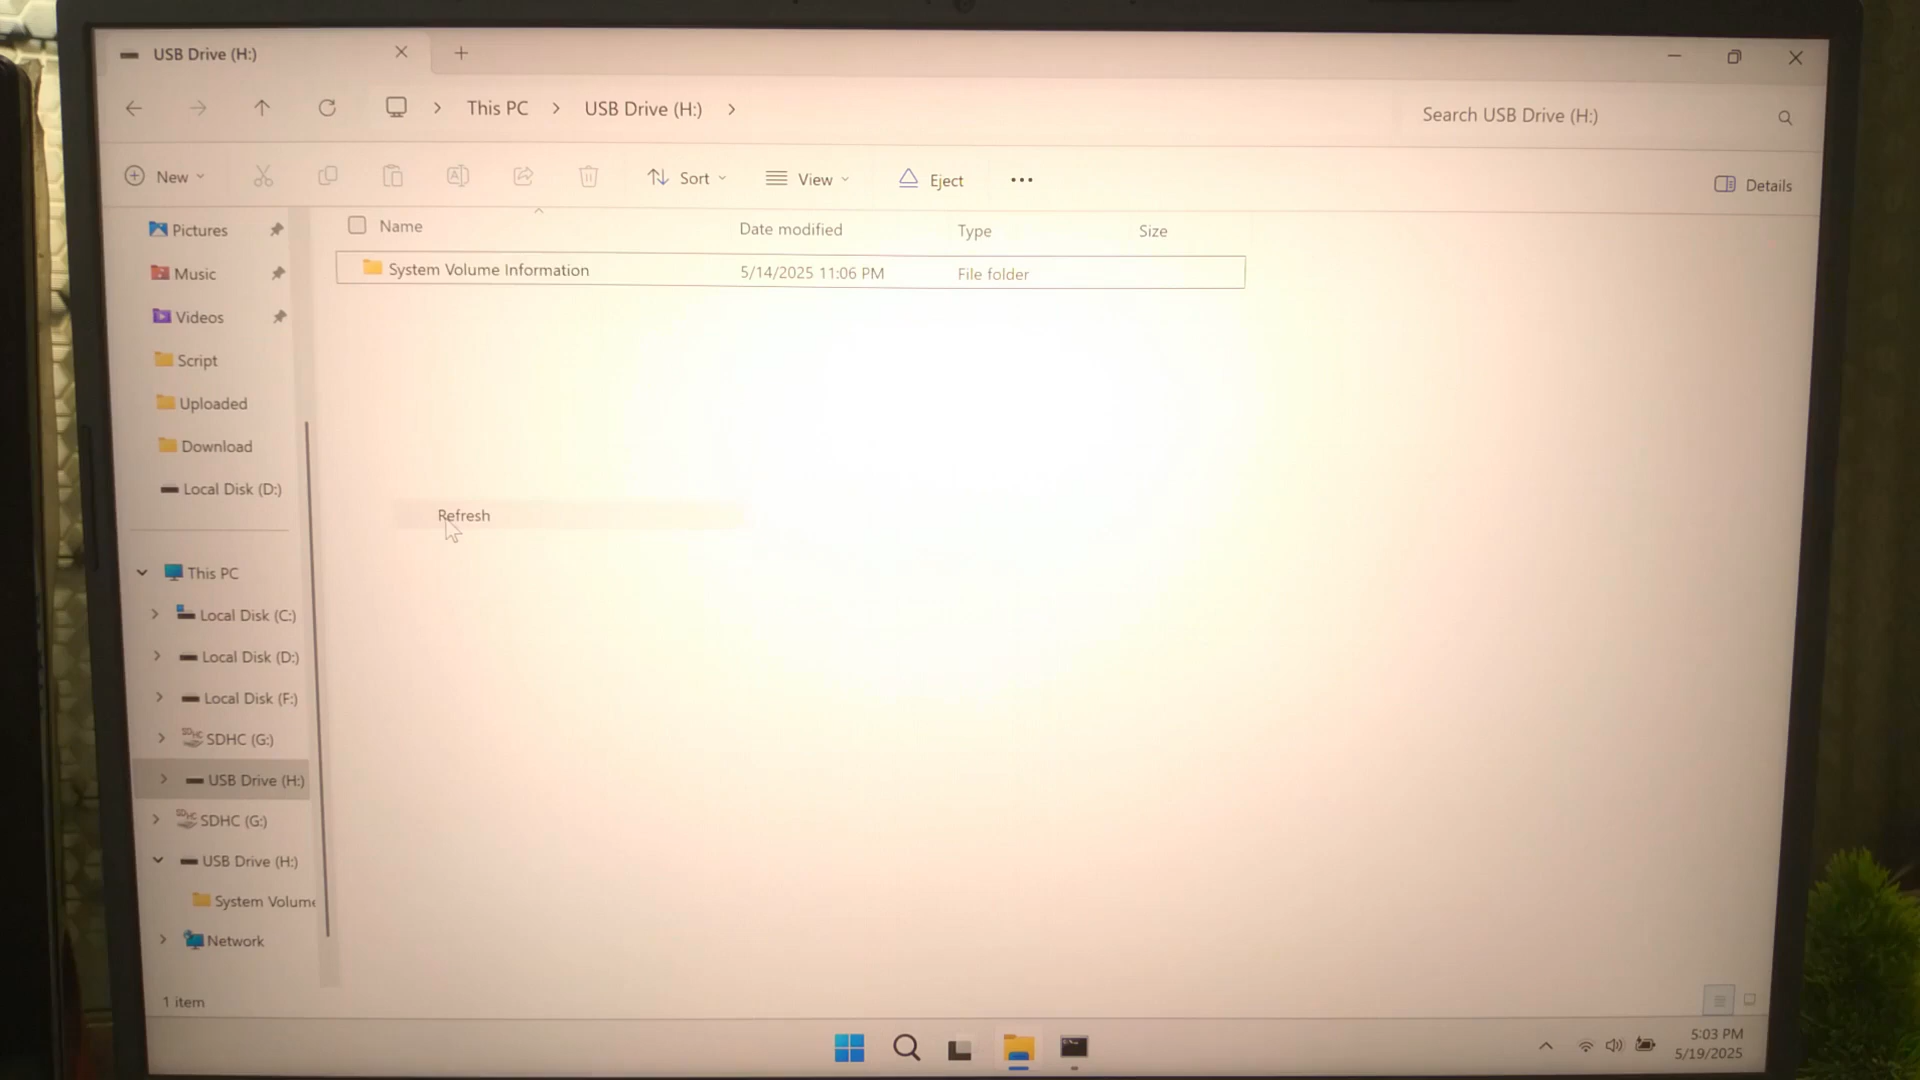 USB Drive (H:)
This PC > USB Drive (H:) >
Search USB Drive (H:)
New
Sort
View
Eject
Details
Name
Date modified
Type
Size
System Volume Information
5/14/2025 11:06 PM
File folder
Pictures
Music
Videos
Script
Uploaded
Download
Local Disk (D:)
Refresh
This PC
Local Disk (C:)
Local Disk (D:)
Local Disk (F:)
SDHC (G:)
USB Drive (H:)
SDHC (G:)
USB Drive (H:)
System Volume
Network
1 item
5:03 PM
5/19/2025